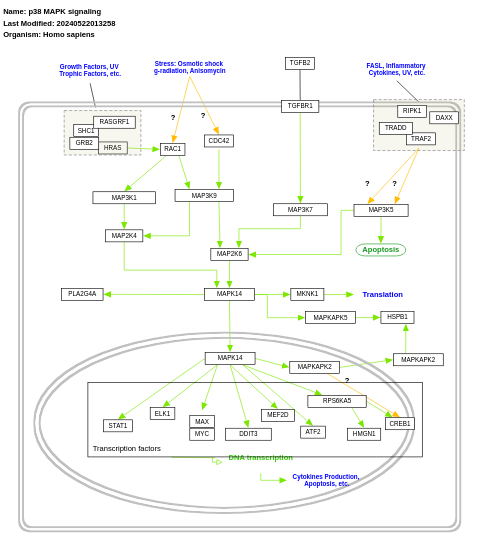 Name: p38 MAPK signaling
Last Modified: 20240522013258
Organism: Homo sapiens
Growth Factors, UV
Trophic Factors, etc.
Stress: Osmotic shock
g-radiation, Anisomycin
TGFB2
FASL, Inflammatory
Cytokines, UV, etc.
TGFBR1
RIPK1
DAXX
TRADD
TRAF2
RASGRF1
SHC1
GRB2
HRAS
?
?
RAC1
CDC42
?
?
MAP3K1
MAP3K9
MAP3K7
MAP3K5
MAP2K4
MAP2K6
Apoptosis
PLA2G4A
MAPK14
MKNK1
Translation
MAPKAPK5
HSPB1
MAPK14
MAPKAPK2
MAPKAPK2
?
RPS6KA5
STAT1
ELK1
MAX
MYC
DDIT3
MEF2D
ATF2
HMGN1
CREB1
Transcription factors
DNA transcription
Cytokines Production,
Apoptosis, etc.